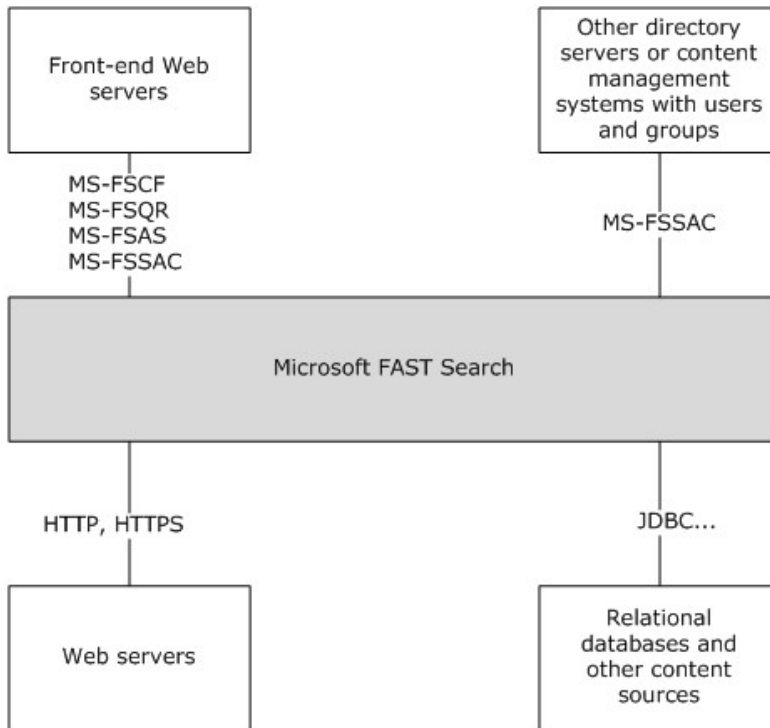 Front-end Web
servers
Other directory
servers or content
management
systems with users
and groups
MS-FSCF
MS-FSQR
MS-FSAS
MS-FSSAC
MS-FSSAC
Microsoft FAST Search
HTTP, HTTPS
JDBC...
Web servers
Relational
databases and
other content
sources